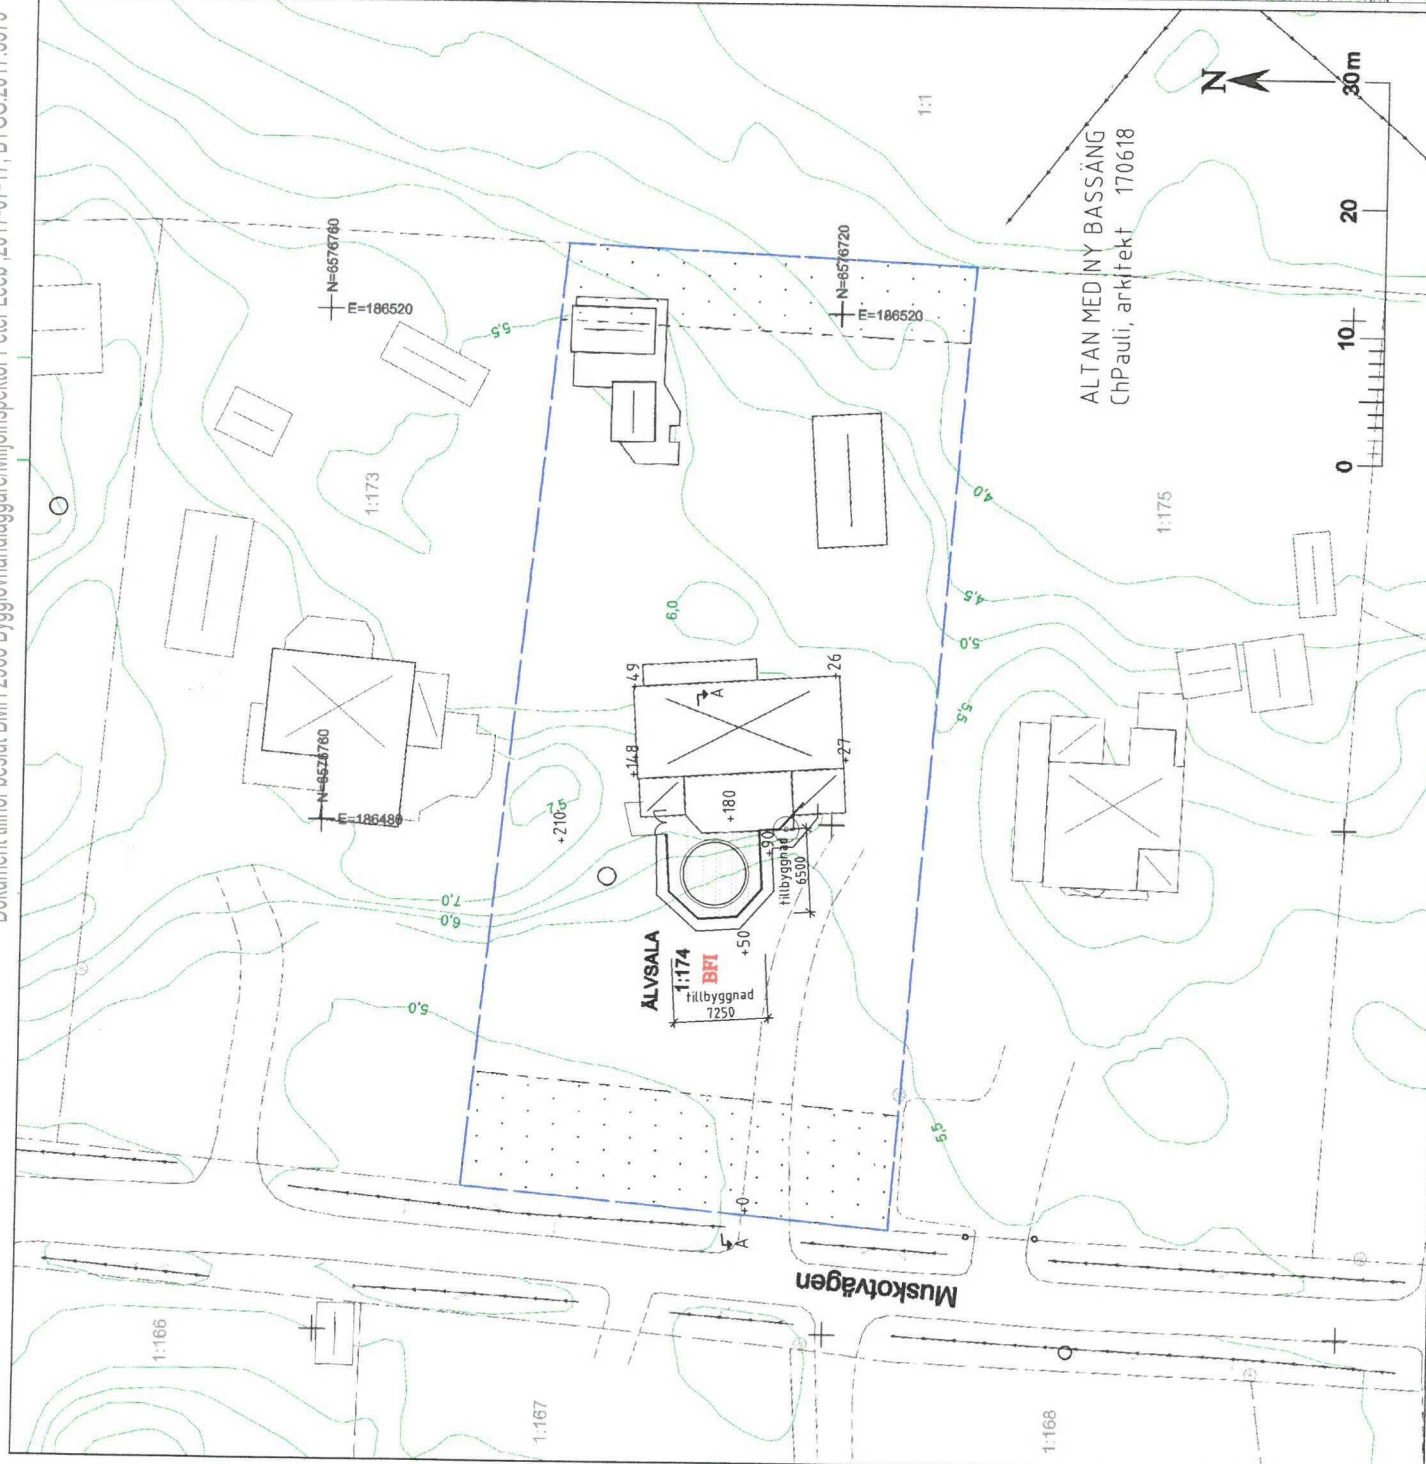 N=6576760
E=186520
5,5
1:1
N
30m
20
10
0
ALTAN MED NY BASSÄNG
ChPauli, arkitekt 170618
N=6576720
E=186520
1:173
4,0
1:175
6,0
4,5
5,0
5,5
+49
A
+26
+148
+27
+180
N=6576760
E=186480
+210
7,5
+90
tillbyggnad
6500
7,0
6,0
+50
ÄLVSALA
1:174
BFI
tillbyggnad
7250
5,0
5,5
+0
A
Muskotvägen
1:166
1:167
1:168